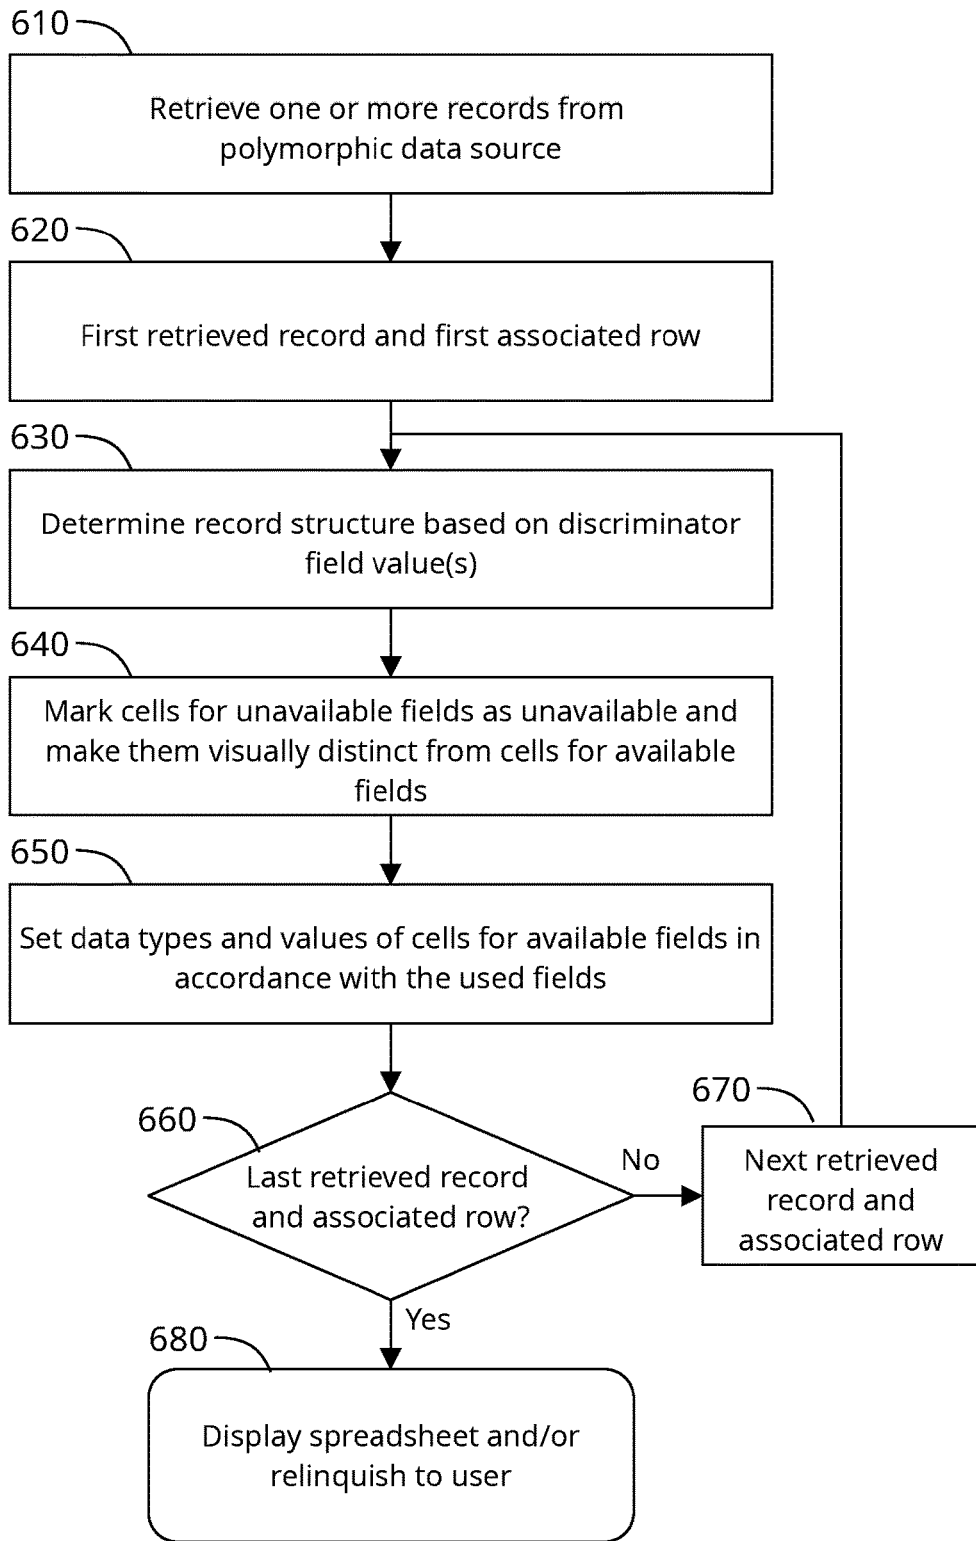 610
Retrieve one or more records from
polymorphic data source
620
First retrieved record and first associated row
630
Determine record structure based on discriminator
field value(s)
640
Mark cells for unavailable fields as unavailable and
make them visually distinct from cells for available
fields
650
Set data types and values of cells for available fields in
accordance with the used fields
660
Last retrieved record
and associated row?
No
670
Next retrieved
record and
associated row
Yes
680
Display spreadsheet and/or
relinquish to user